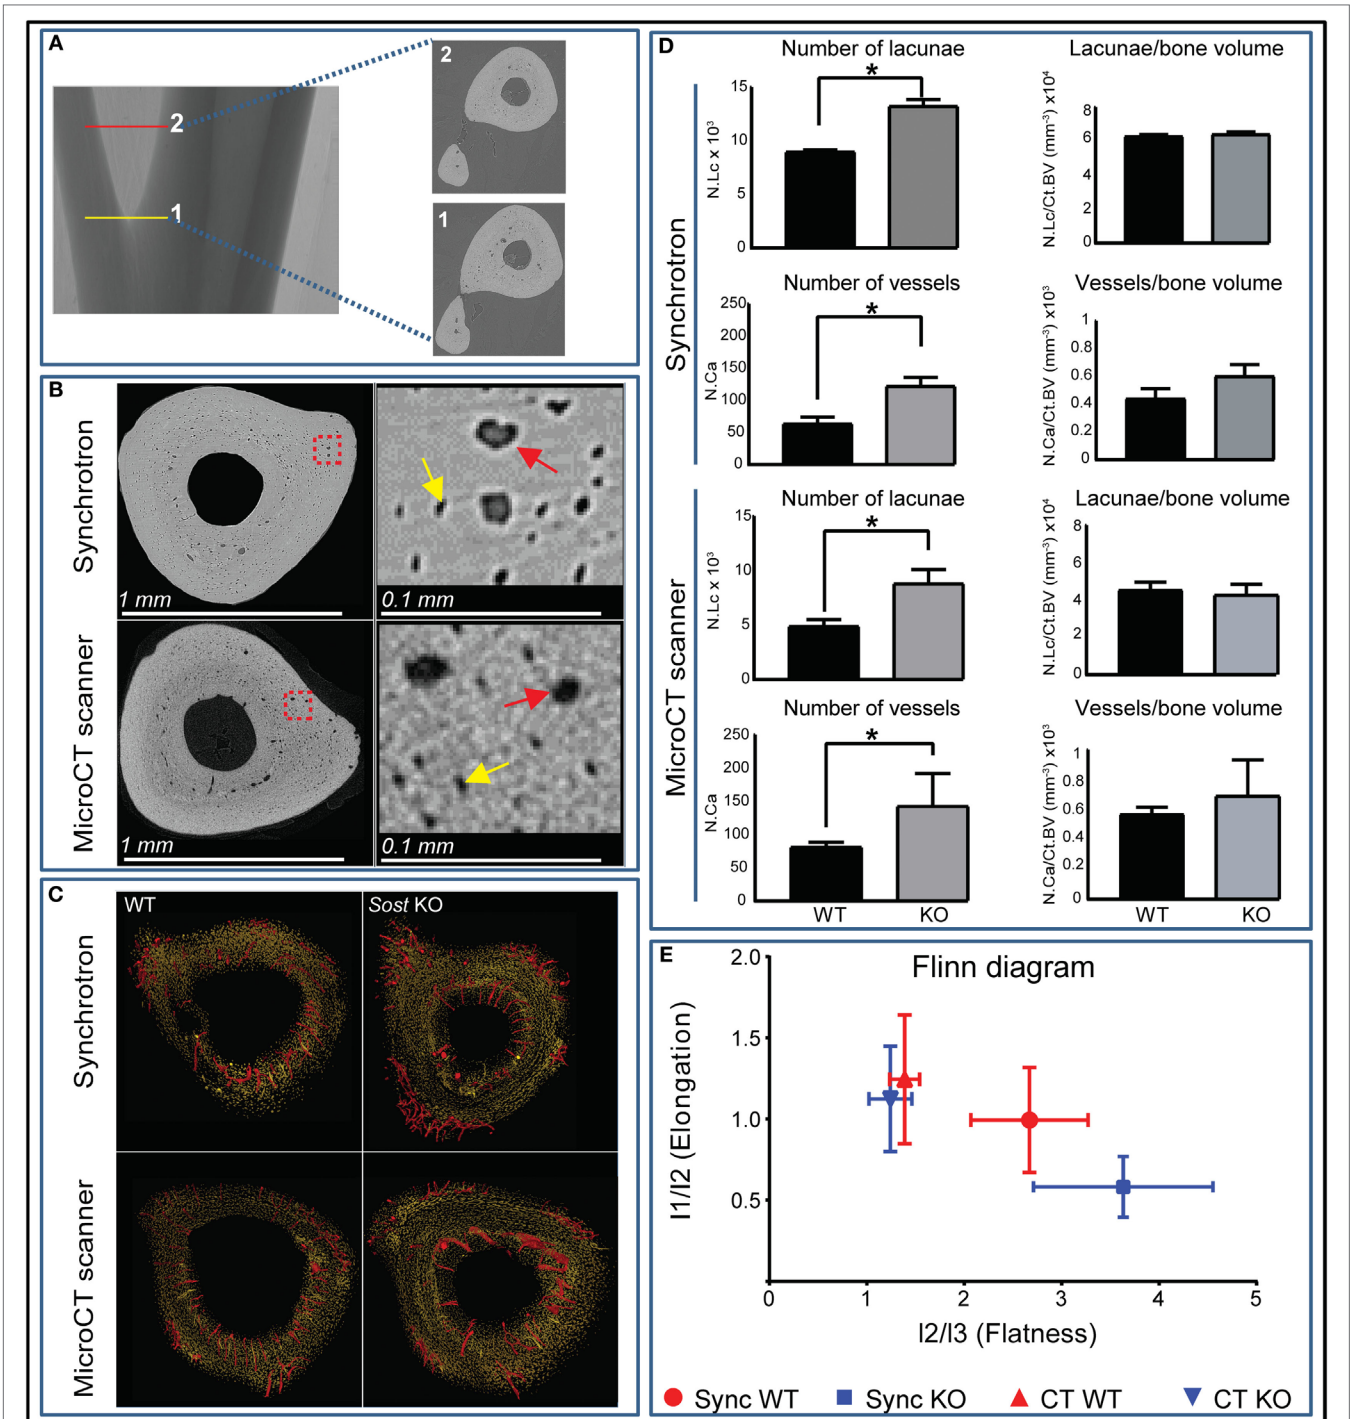 A
2
1
2
1
B
Synchrotron
1 mm
0.1 mm
MicroCT scanner
1 mm
0.1 mm
C
WT
Sost KO
Synchrotron
MicroCT scanner
D
Synchrotron
Number of lacunae
*
N.Lc x 10³
15
10
5
0
Lacunae/bone volume
N.Lc/Ct.BV (mm⁻³) x10⁴
8
6
4
2
0
Number of vessels
*
N.Ca
250
200
150
100
50
0
Vessels/bone volume
N.Ca/Ct.BV (mm⁻³) x10³
1
0.8
0.6
0.4
0.2
0
MicroCT scanner
Number of lacunae
*
N.Lc x 10³
15
10
5
0
Lacunae/bone volume
N.Lc/Ct.BV (mm⁻³) x10⁴
8
6
4
2
0
Number of vessels
*
N.Ca
250
200
150
100
50
0
WT KO
Vessels/bone volume
N.Ca/Ct.BV (mm⁻³) x10³
1
0.8
0.6
0.4
0.2
0
WT KO
E
Flinn diagram
I1/I2 (Elongation)
2.0
1.5
1.0
0.5
0 1 2 3 4 5
I2/I3 (Flatness)
Sync WT Sync KO CT WT CT KO